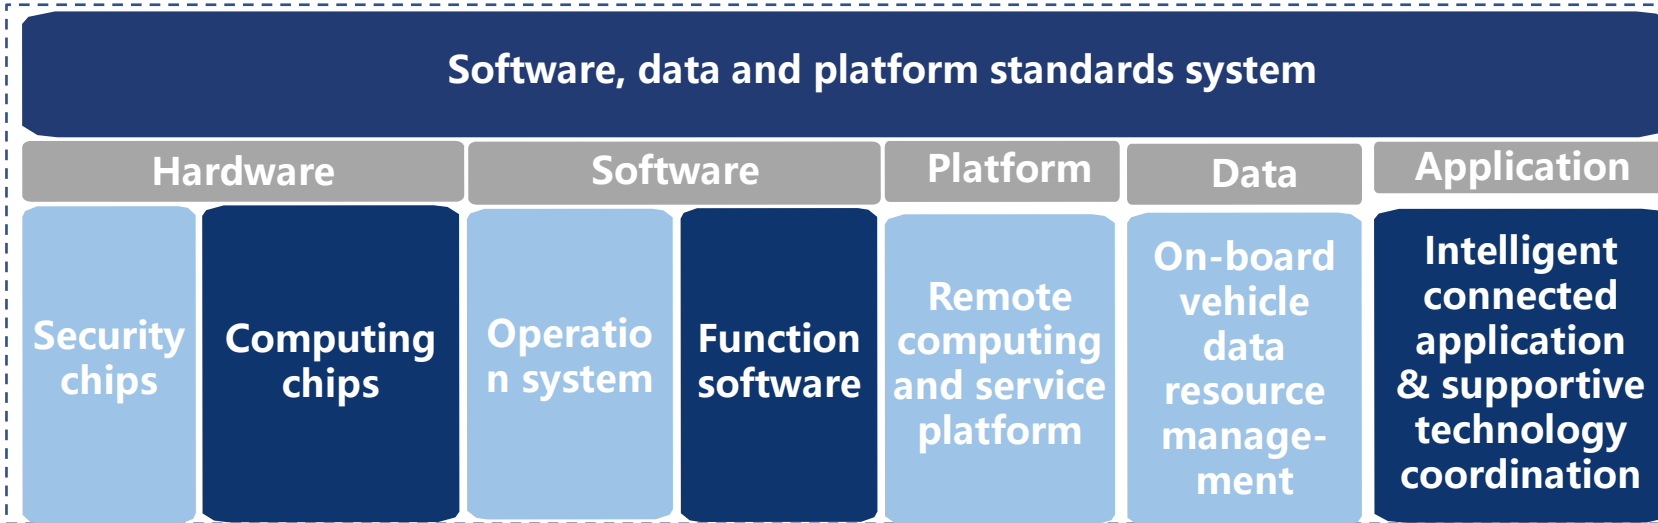 Software, data and platform standards system
Hardware
Software
Platform
Data
Application
Security
chips
Computing
chips
Operatio
n system
Function
software
Remote
computing
and service
platform
On-board
vehicle
data
resource
manage-
ment
Intelligent
connected
application
& supportive
technology
coordination